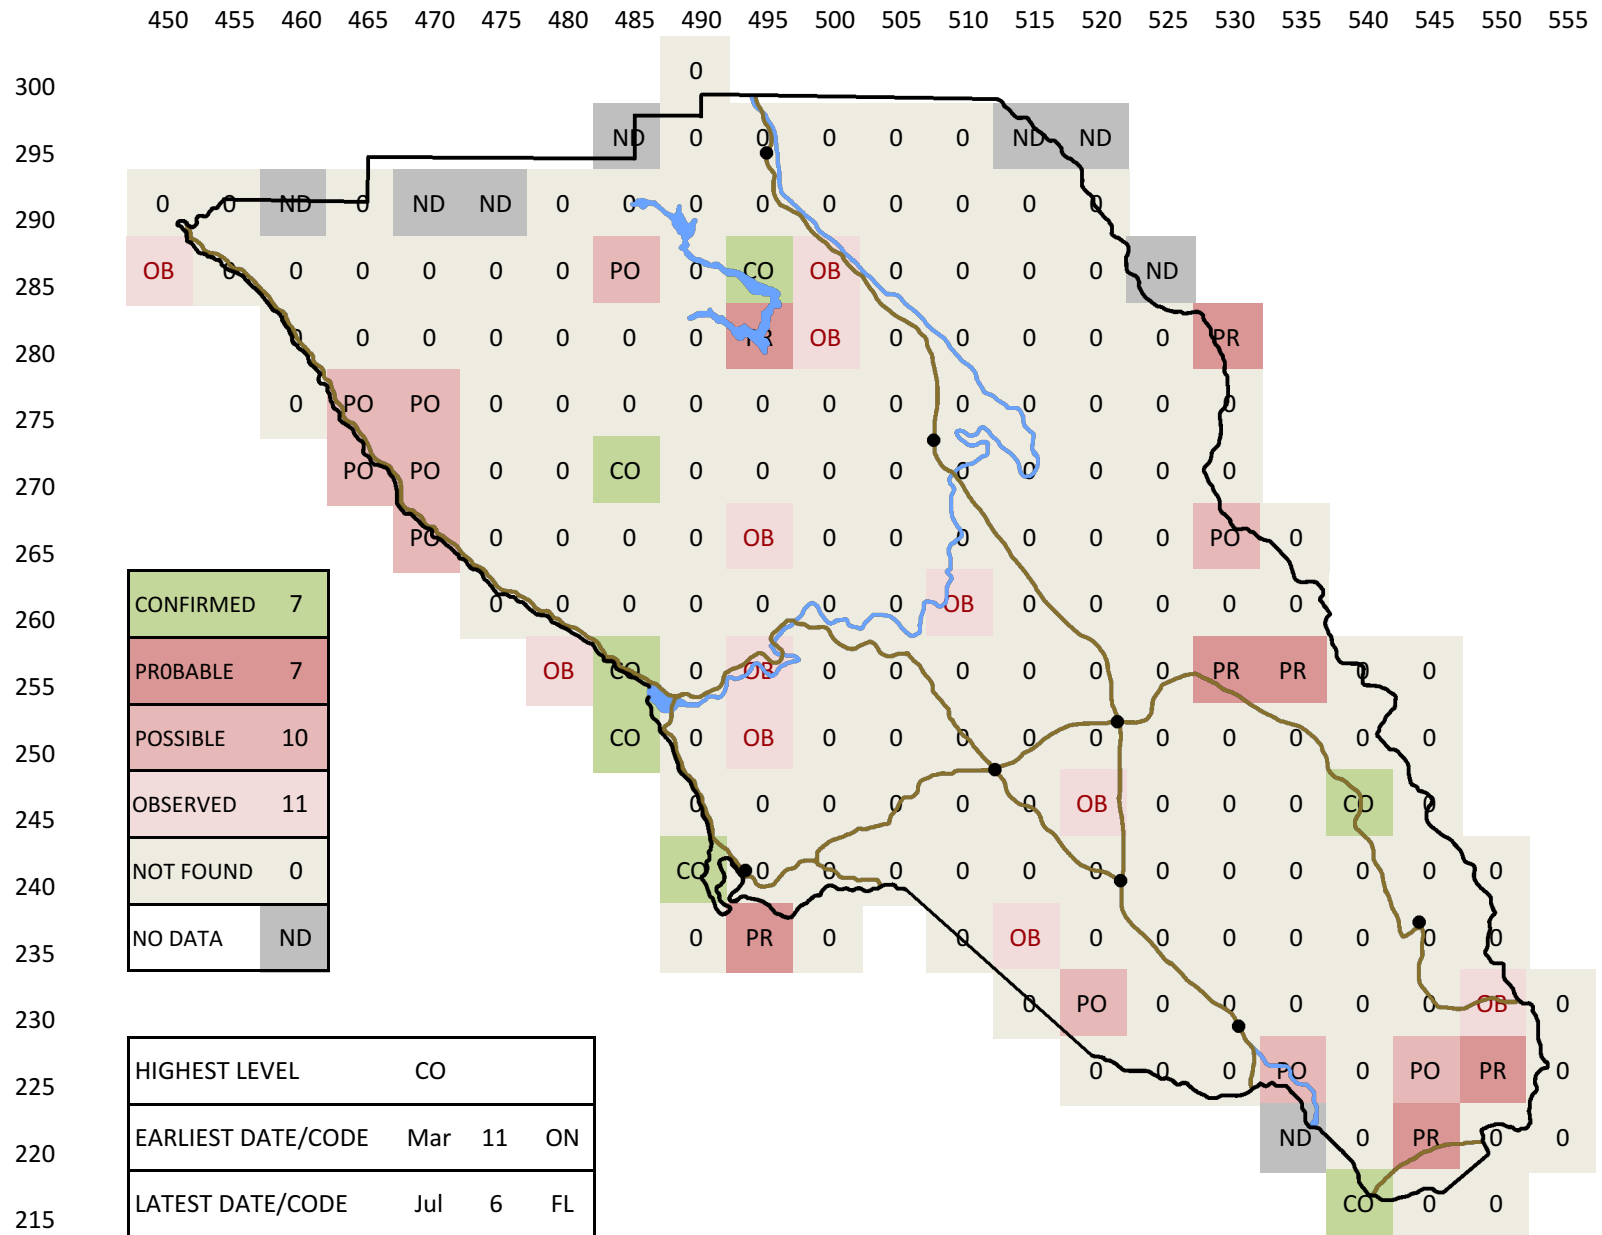 450 455 460 465 470 475 480 485 490 495 500 505 510 515 520 525 530 535 540 545 550 555
300 0
295 ND 0 0 0 0 0 ND ND
290 0 0 ND 0 ND ND 0 0 0 0 0 0 0 0 0
285 OB 0 0 0 0 0 0 PO 0 CO OB 0 0 0 0 ND
280 0 0 0 0 0 0 0 PR OB 0 0 0 0 0 PR
275 0 PO PO 0 0 0 0 0 0 0 0 0 0 0 0
270 PO PO 0 0 CO 0 0 0 0 0 0 0 0 0
265 PO 0 0 0 0 OB 0 0 0 0 0 0 PO 0
260 0 0 0 0 0 0 0 OB 0 0 0 0 0
255 OB CO 0 OB 0 0 0 0 0 0 PR PR 0 0
250 CO 0 OB 0 0 0 0 0 0 0 0 0 0
245 0 0 0 0 0 0 OB 0 0 0 CO 0
240 CO 0 0 0 0 0 0 0 0 0 0 0 0
235 0 PR 0 0 OB 0 0 0 0 0 0 0
230 0 PO 0 0 0 0 0 OB 0
225 0 0 0 PO 0 PO PR 0
220 ND 0 PR 0 0
215 CO 0 0
CONFIRMED 7
PR0BABLE 7
POSSIBLE 10
OBSERVED 11
NOT FOUND 0
NO DATA ND
HIGHEST LEVEL CO
EARLIEST DATE/CODE Mar 11 ON
LATEST DATE/CODE Jul 6 FL